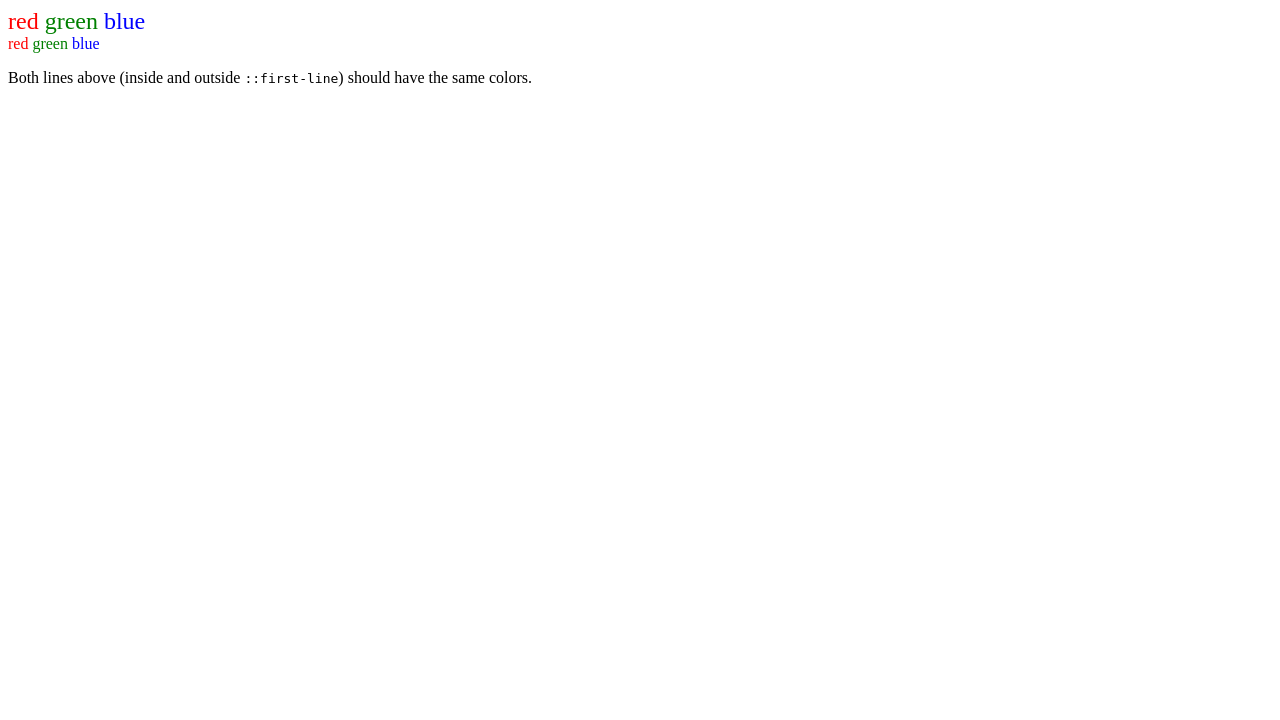 red green blue
red green blue
Both lines above (inside and outside ::first-line) should have the same colors.